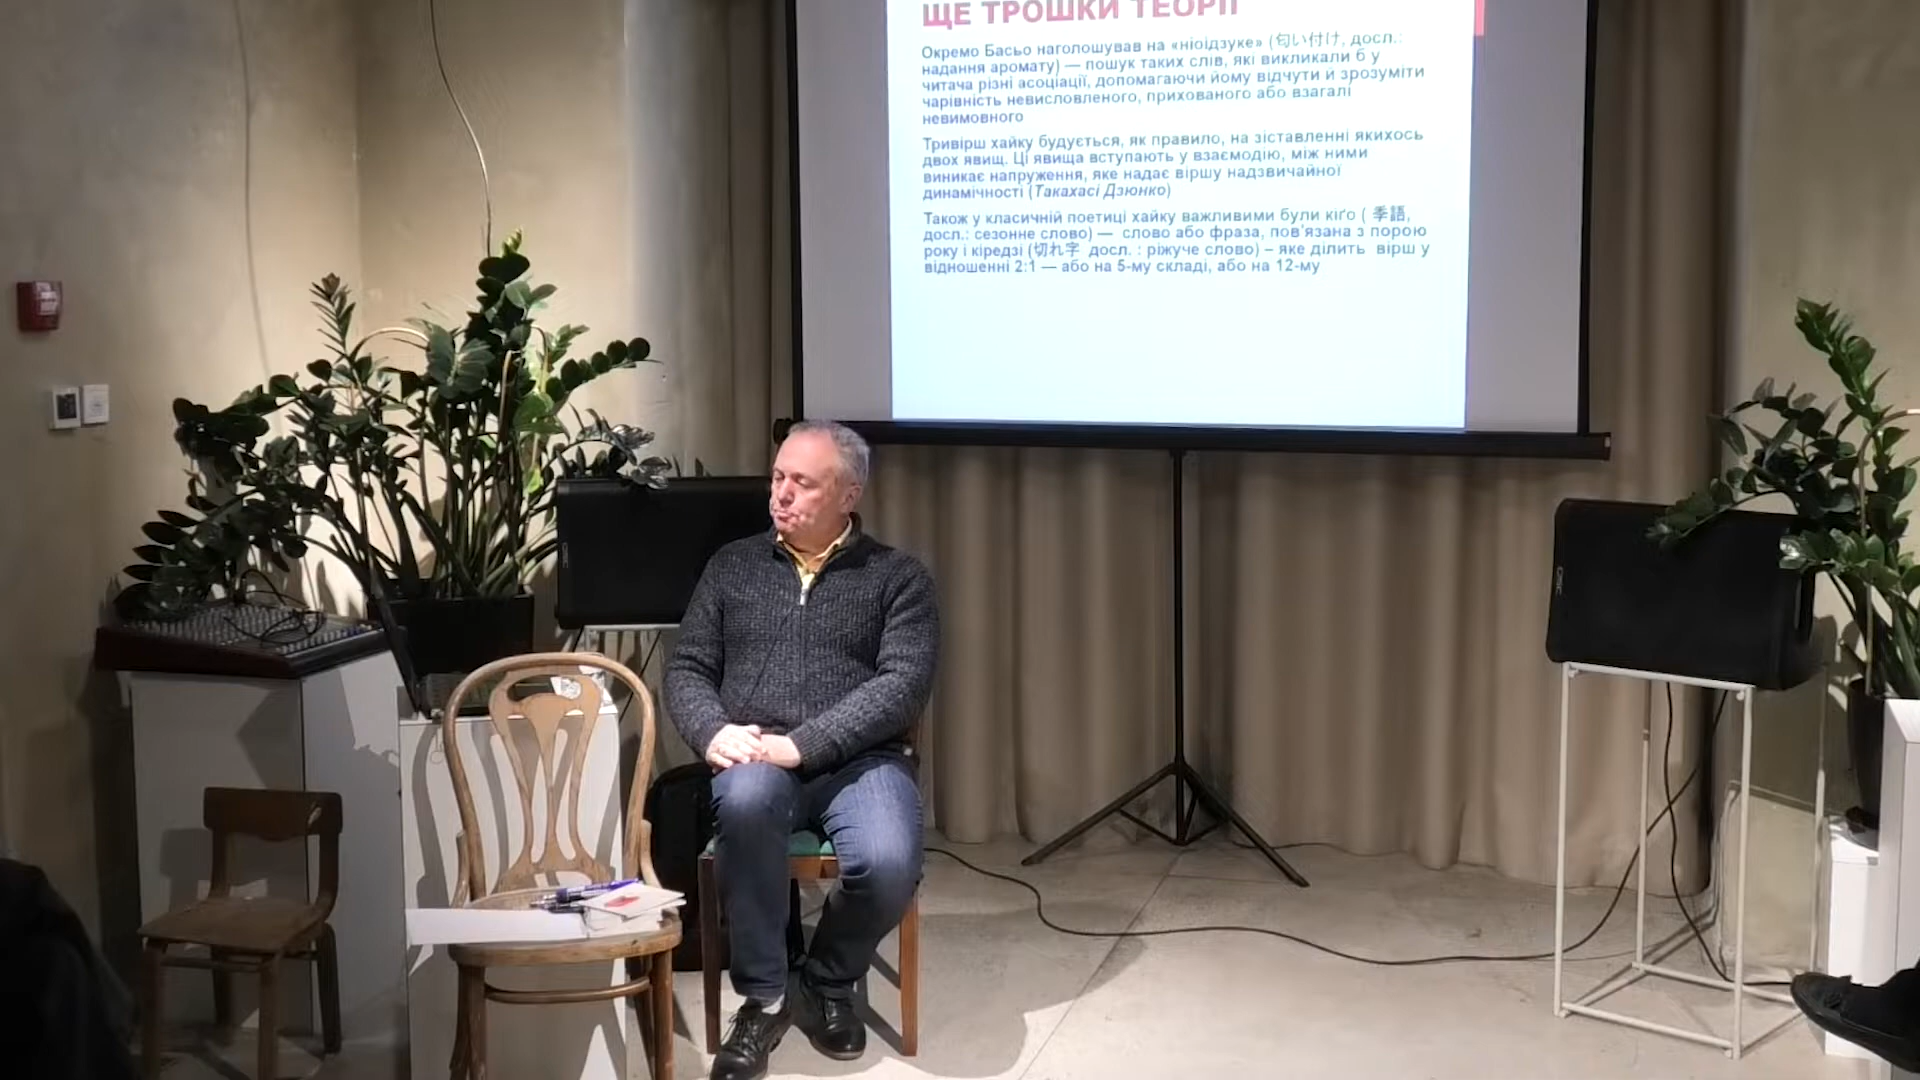 ЩЕ ТРОШКИ ТЕОРІЇ
Окремо Басьо наголошував на «ніоідзуке» (匂い付け, досл.:
надання аромату) — пошук таких слів, які викликали б у
читача різні асоціації, допомагаючи йому відчути й зрозуміти
чарівність невисловленого, прихованого або взагалі
невимовного
Тривірш хайку будується, як правило, на зіставленні якихось
двох явищ. Ці явища вступають у взаємодію, між ними
виникає напруження, яке надає віршу надзвичайної
динамічності (Такахасі Дзюнко)
Також у класичній поетиці хайку важливими були кіґо ( 季語,
досл.: сезонне слово) — слово або фраза, пов'язана з порою
року і кіредзі (切れ字 досл. : ріжуче слово) – яке ділить вірш у
відношенні 2:1 — або на 5-му складі, або на 12-му
QSC
QSC